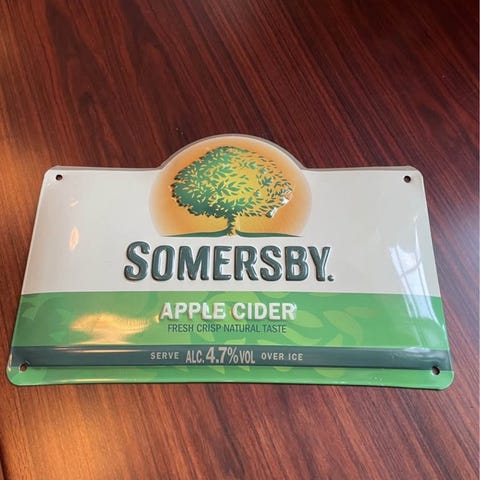 SOMERSBY.
APPLE CIDER
FRESH CRISP NATURAL TASTE
SERVE ALC. 4.7% VOL OVER ICE